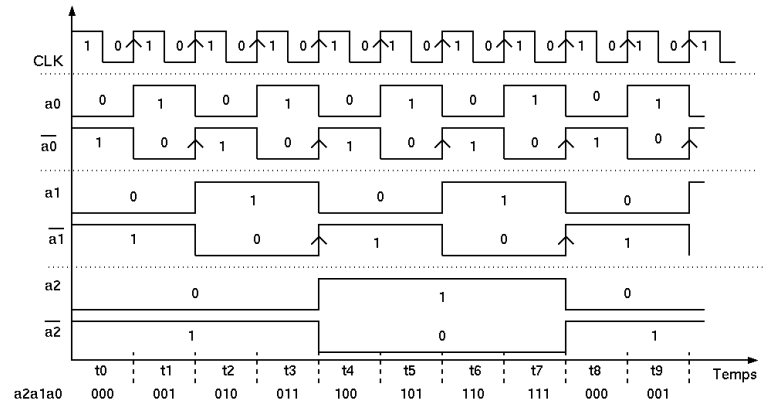 1 0 1 0 1 0 1 0 1 0 1 0 1 0 1 0 1 0 1 0 1
CLK
a0 0 1 0 1 0 1 0 1 0 1
a0 1 0 1 0 1 0 1 0 1 0
a1 0 1 0 1 0
a1 1 0 1 0 1
a2 0 1 0
a2 1 0 1
t0 t1 t2 t3 t4 t5 t6 t7 t8 t9 Temps
a2a1a0 000 001 010 011 100 101 110 111 000 001